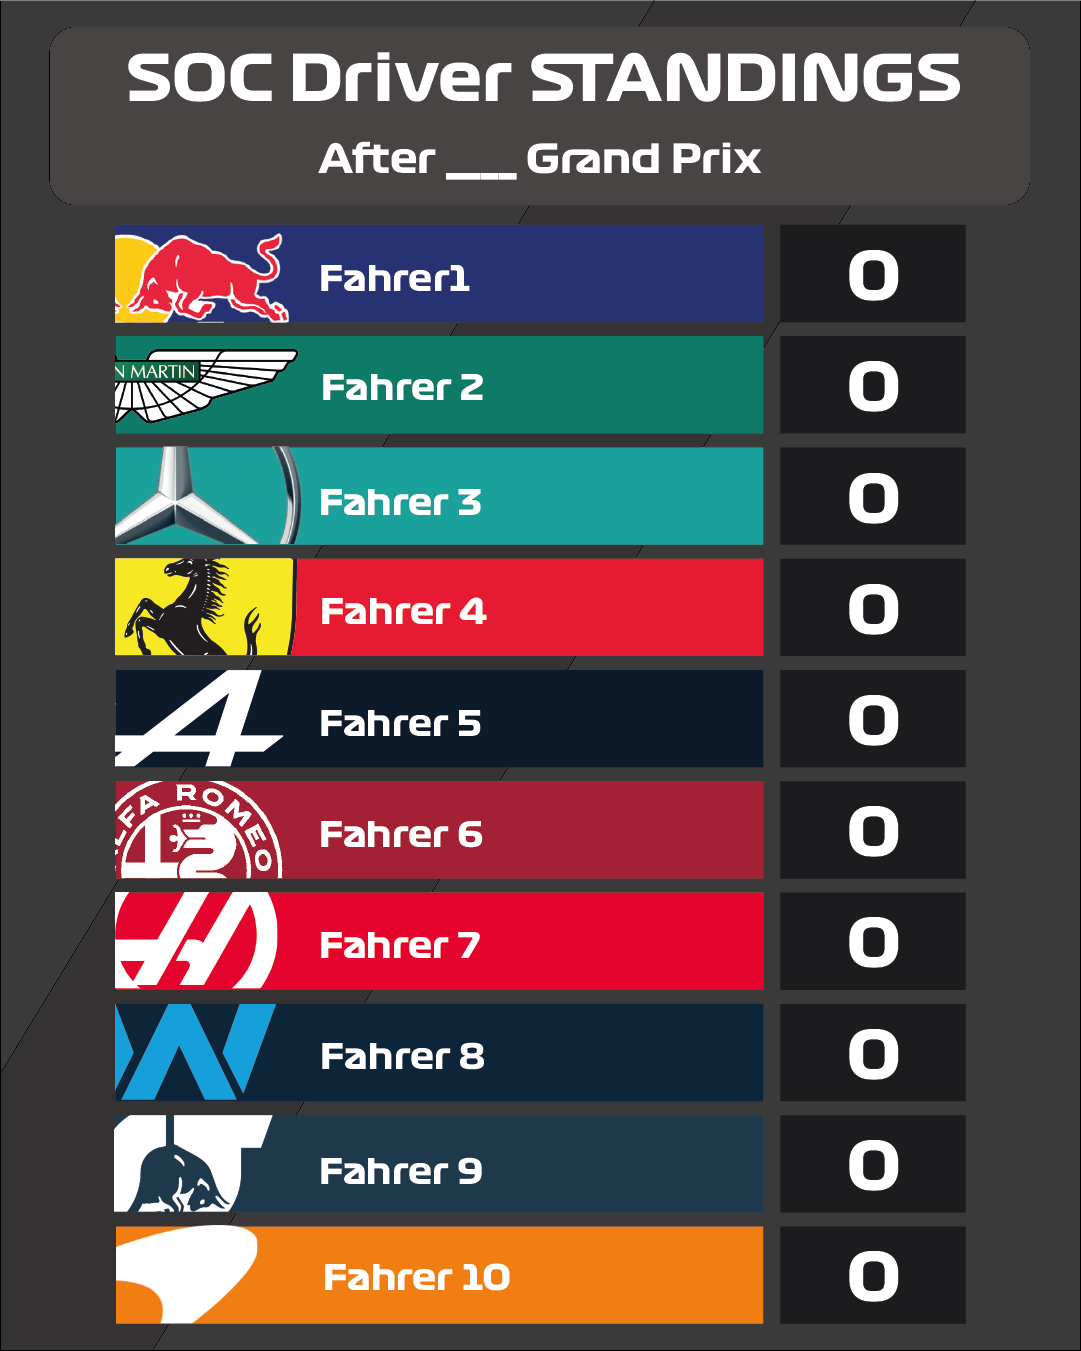 SOC Driver STANDINGS
After ___ Grand Prix
Fahrer1 0
N MARTIN Fahrer 2 0
Fahrer 3 0
Fahrer 4 0
Fahrer 5 0
LFA ROMEO Fahrer 6 0
Fahrer 7 0
Fahrer 8 0
Fahrer 9 0
Fahrer 10 0